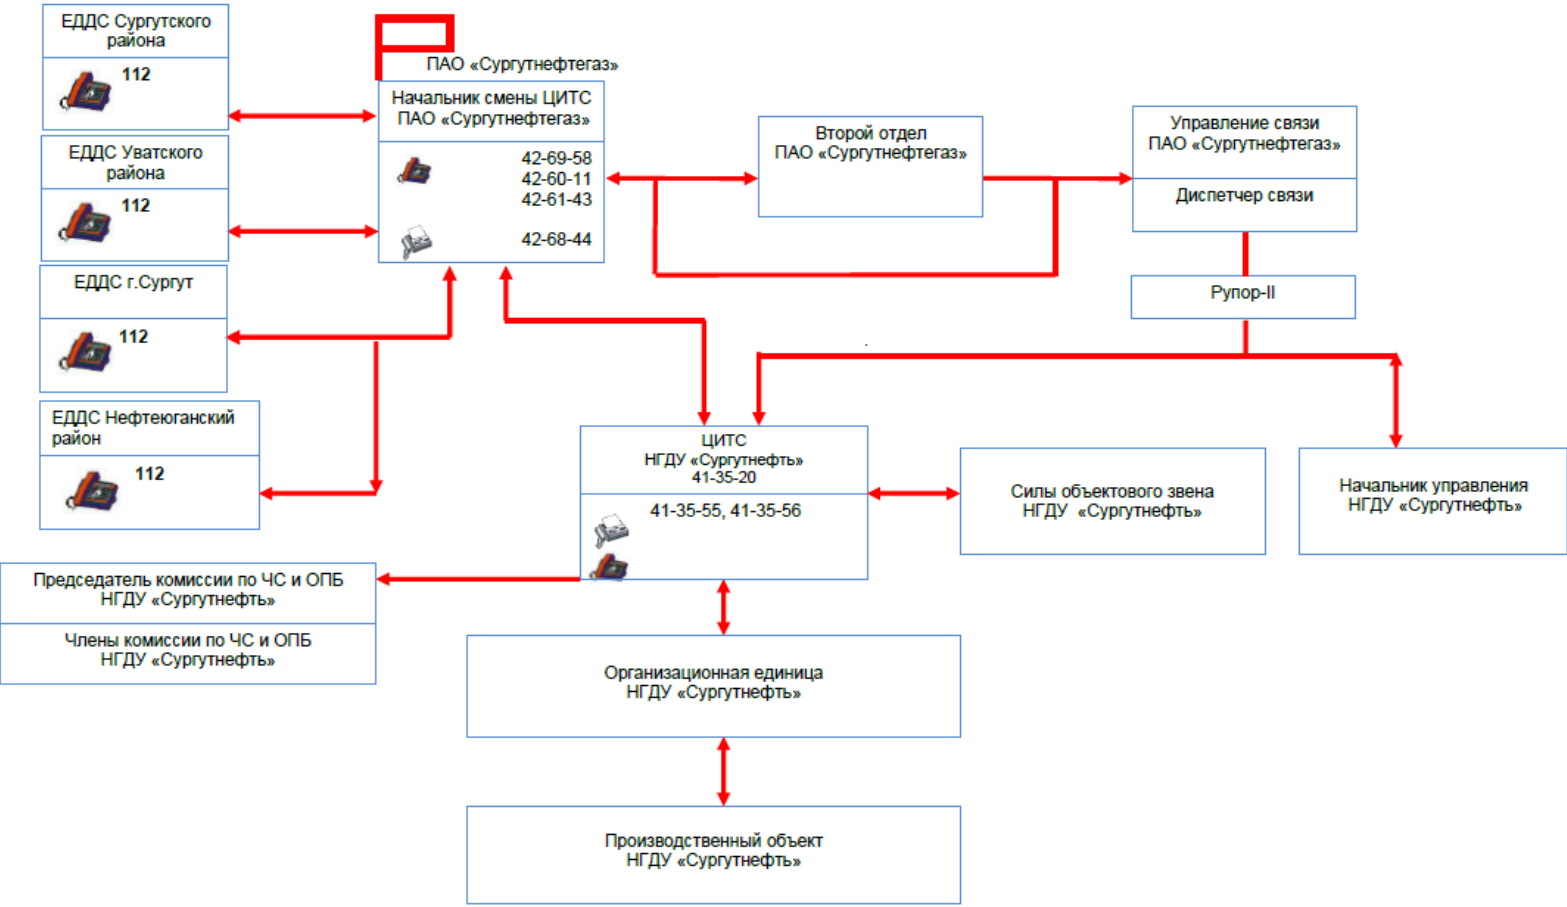 ЕДДС Сургутского
района
112
ПАО «Сургутнефтегаз»
Начальник смены ЦИТС
ПАО «Сургутнефтегаз»
42-69-58
42-60-11
42-61-43
42-68-44
Второй отдел
ПАО «Сургутнефтегаз»
Управление связи
ПАО «Сургутнефтегаз»
Диспетчер связи
Рупор-II
ЕДДС Уватского
района
112
ЕДДС г.Сургут
112
ЕДДС Нефтеюганский
район
112
ЦИТС
НГДУ «Сургутнефть»
41-35-20
41-35-55, 41-35-56
Силы объектового звена
НГДУ «Сургутнефть»
Начальник управления
НГДУ «Сургутнефть»
Председатель комиссии по ЧС и ОПБ
НГДУ «Сургутнефть»
Члены комиссии по ЧС и ОПБ
НГДУ «Сургутнефть»
Организационная единица
НГДУ «Сургутнефть»
Производственный объект
НГДУ «Сургутнефть»